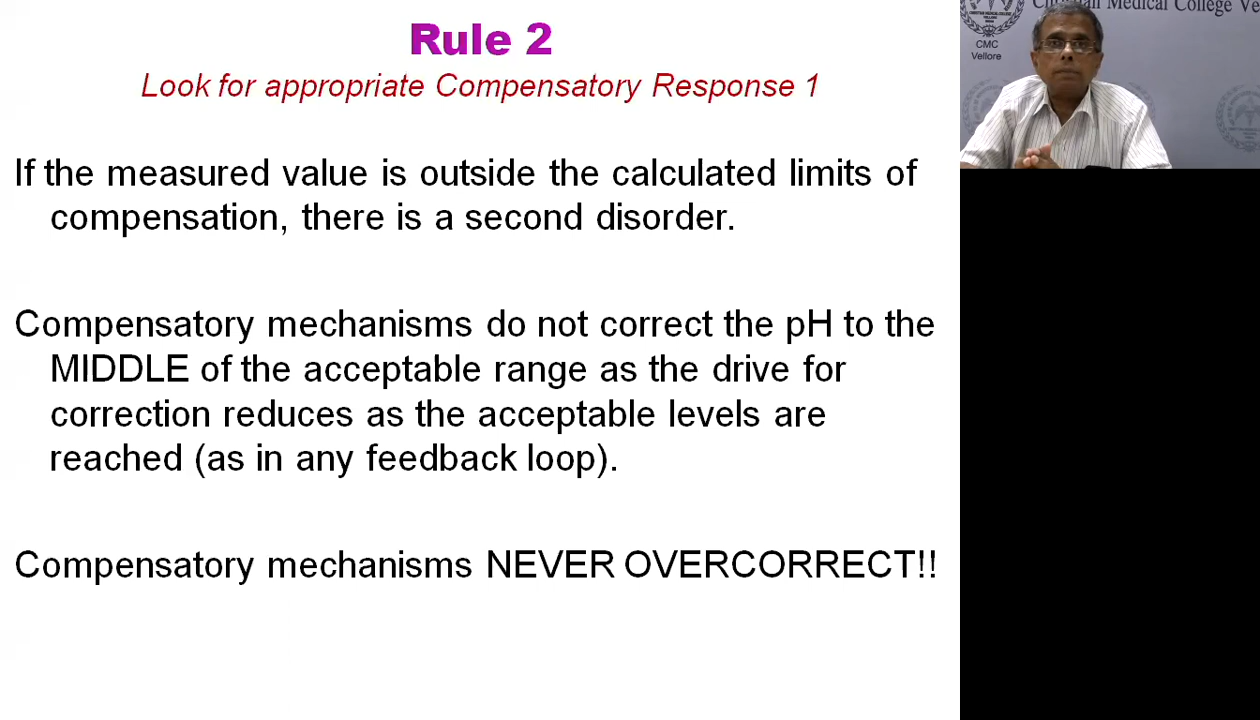 Rule 2
Look for appropriate Compensatory Response 1
If the measured value is outside the calculated limits of
compensation, there is a second disorder.
Compensatory mechanisms do not correct the pH to the
MIDDLE of the acceptable range as the drive for
correction reduces as the acceptable levels are
reached (as in any feedback loop).
Compensatory mechanisms NEVER OVERCORRECT!!
Medical College Ve
CMC
Vellore